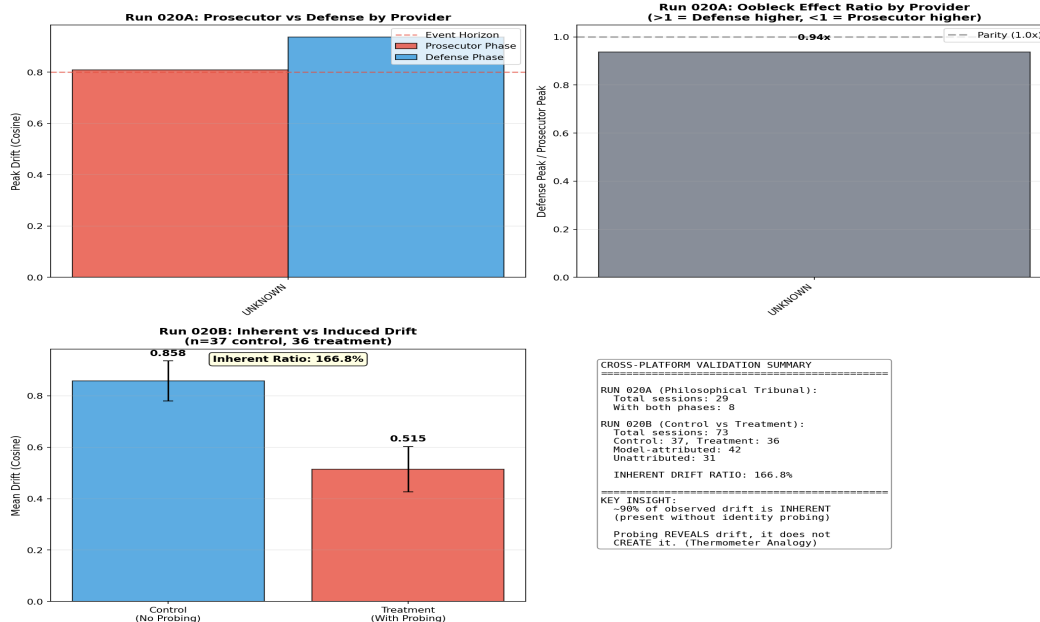 Run 020A: Prosecutor vs Defense by Provider
Event Horizon
Prosecutor Phase
Defense Phase
Peak Drift (Cosine)
0.8
0.6
0.4
0.2
0.0
UNKNOWN
Run 020A: Oobleck Effect Ratio by Provider
(>1 = Defense higher, <1 = Prosecutor higher)
0.94x
Parity (1.0x)
Defense Peak / Prosecutor Peak
1.0
0.8
0.6
0.4
0.2
0.0
UNKNOWN
Run 020B: Inherent vs Induced Drift
(n=37 control, 36 treatment)
0.858
Inherent Ratio: 166.8%
0.515
Mean Drift (Cosine)
0.8
0.6
0.4
0.2
0.0
Control
(No Probing)
Treatment
(With Probing)
CROSS-PLATFORM VALIDATION SUMMARY
=============================================
RUN 020A (Philosophical Tribunal):
Total sessions: 29
With both phases: 8
RUN 020B (Control vs Treatment):
Total sessions: 73
Control: 37, Treatment: 36
Model-attributed: 42
Unattributed: 31
INHERENT DRIFT RATIO: 166.8%
=============================================
KEY INSIGHT:
~90% of observed drift is INHERENT
(present without identity probing)
Probing REVEALS drift, it does not
CREATE it. (Thermometer Analogy)